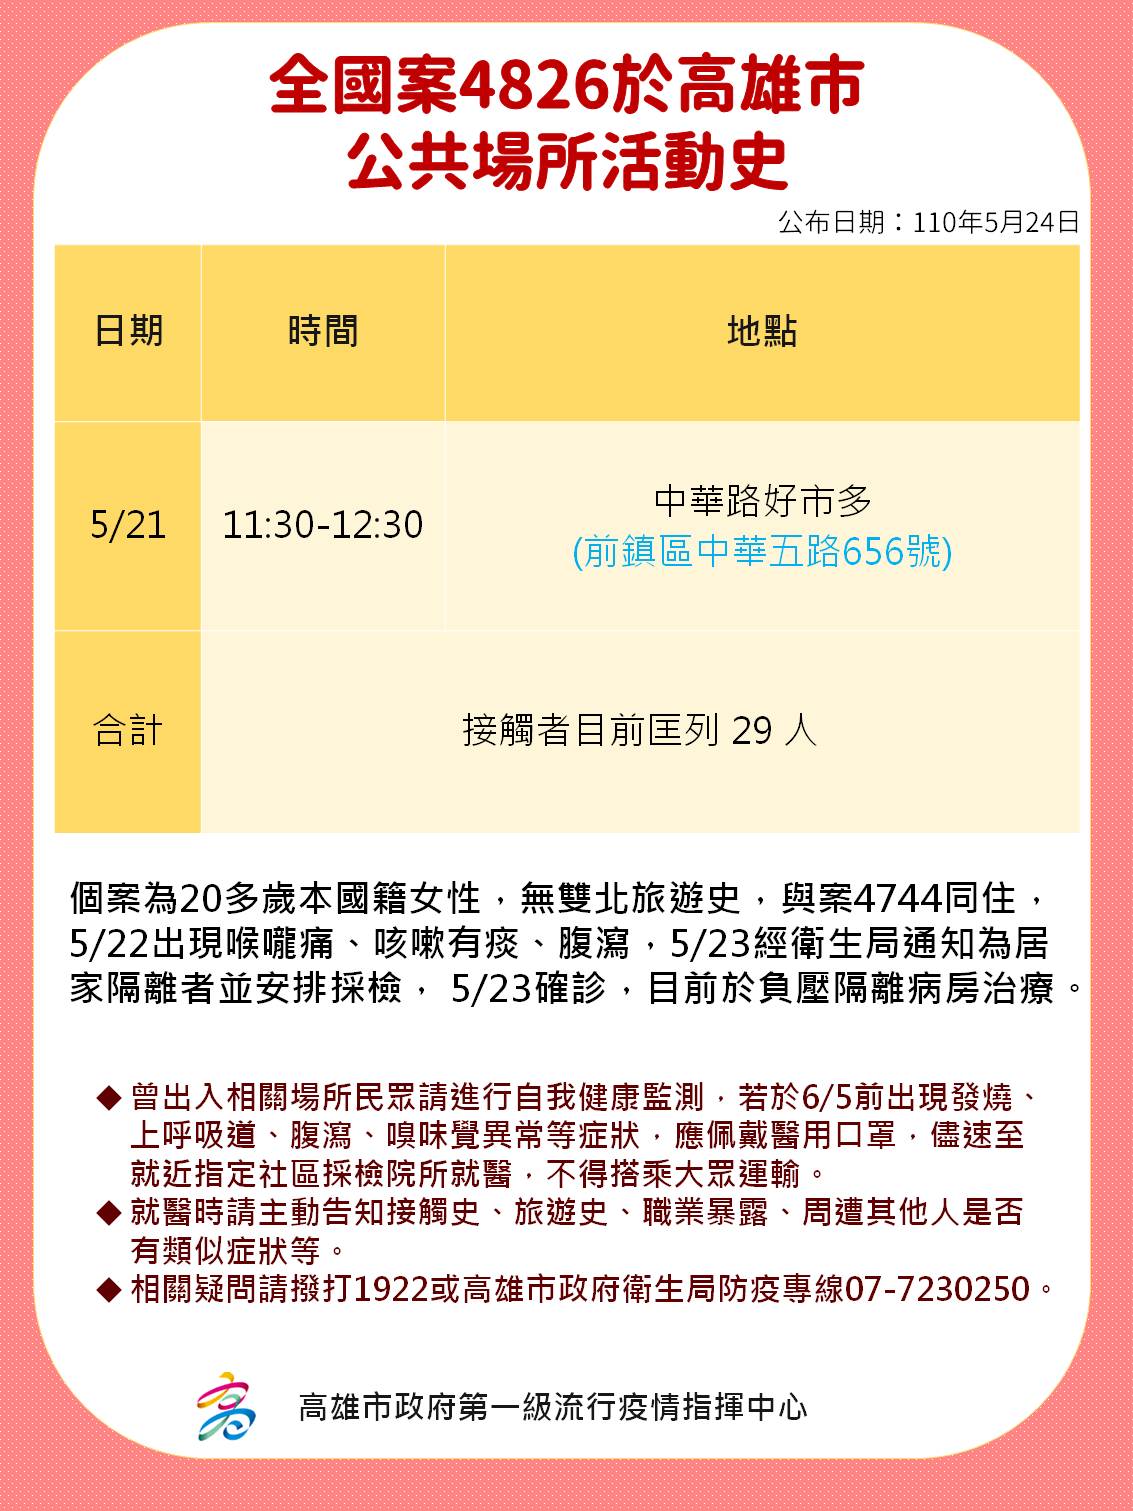 全國案4826於高雄市
公共場所活動史
公布日期：110年5月24日
日期 時間 地點
5/21 11:30-12:30 中華路好市多
(前鎮區中華五路656號)
合計 接觸者目前匡列 29 人
個案為20多歲本國籍女性，無雙北旅遊史，與案4744同住，
5/22出現喉嚨痛、咳嗽有痰、腹瀉，5/23經衛生局通知為居
家隔離者並安排採檢， 5/23確診，目前於負壓隔離病房治療。
◆曾出入相關場所民眾請進行自我健康監測，若於6/5前出現發燒、
上呼吸道、腹瀉、嗅味覺異常等症狀，應佩戴醫用口罩，儘速至
就近指定社區採檢院所就醫，不得搭乘大眾運輸。
◆就醫時請主動告知接觸史、旅遊史、職業暴露、周遭其他人是否
有類似症狀等。
◆相關疑問請撥打1922或高雄市政府衛生局防疫專線07-7230250。
高雄市政府第一級流行疫情指揮中心